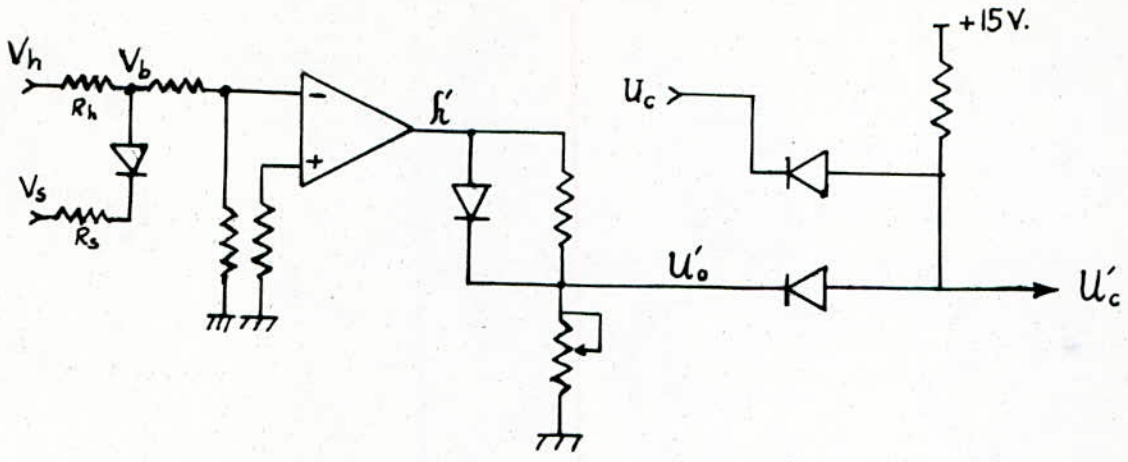 +15V.
Vh
Vb
Rh
−
h'
Uc
+
Vs
Rs
U'o
U'c